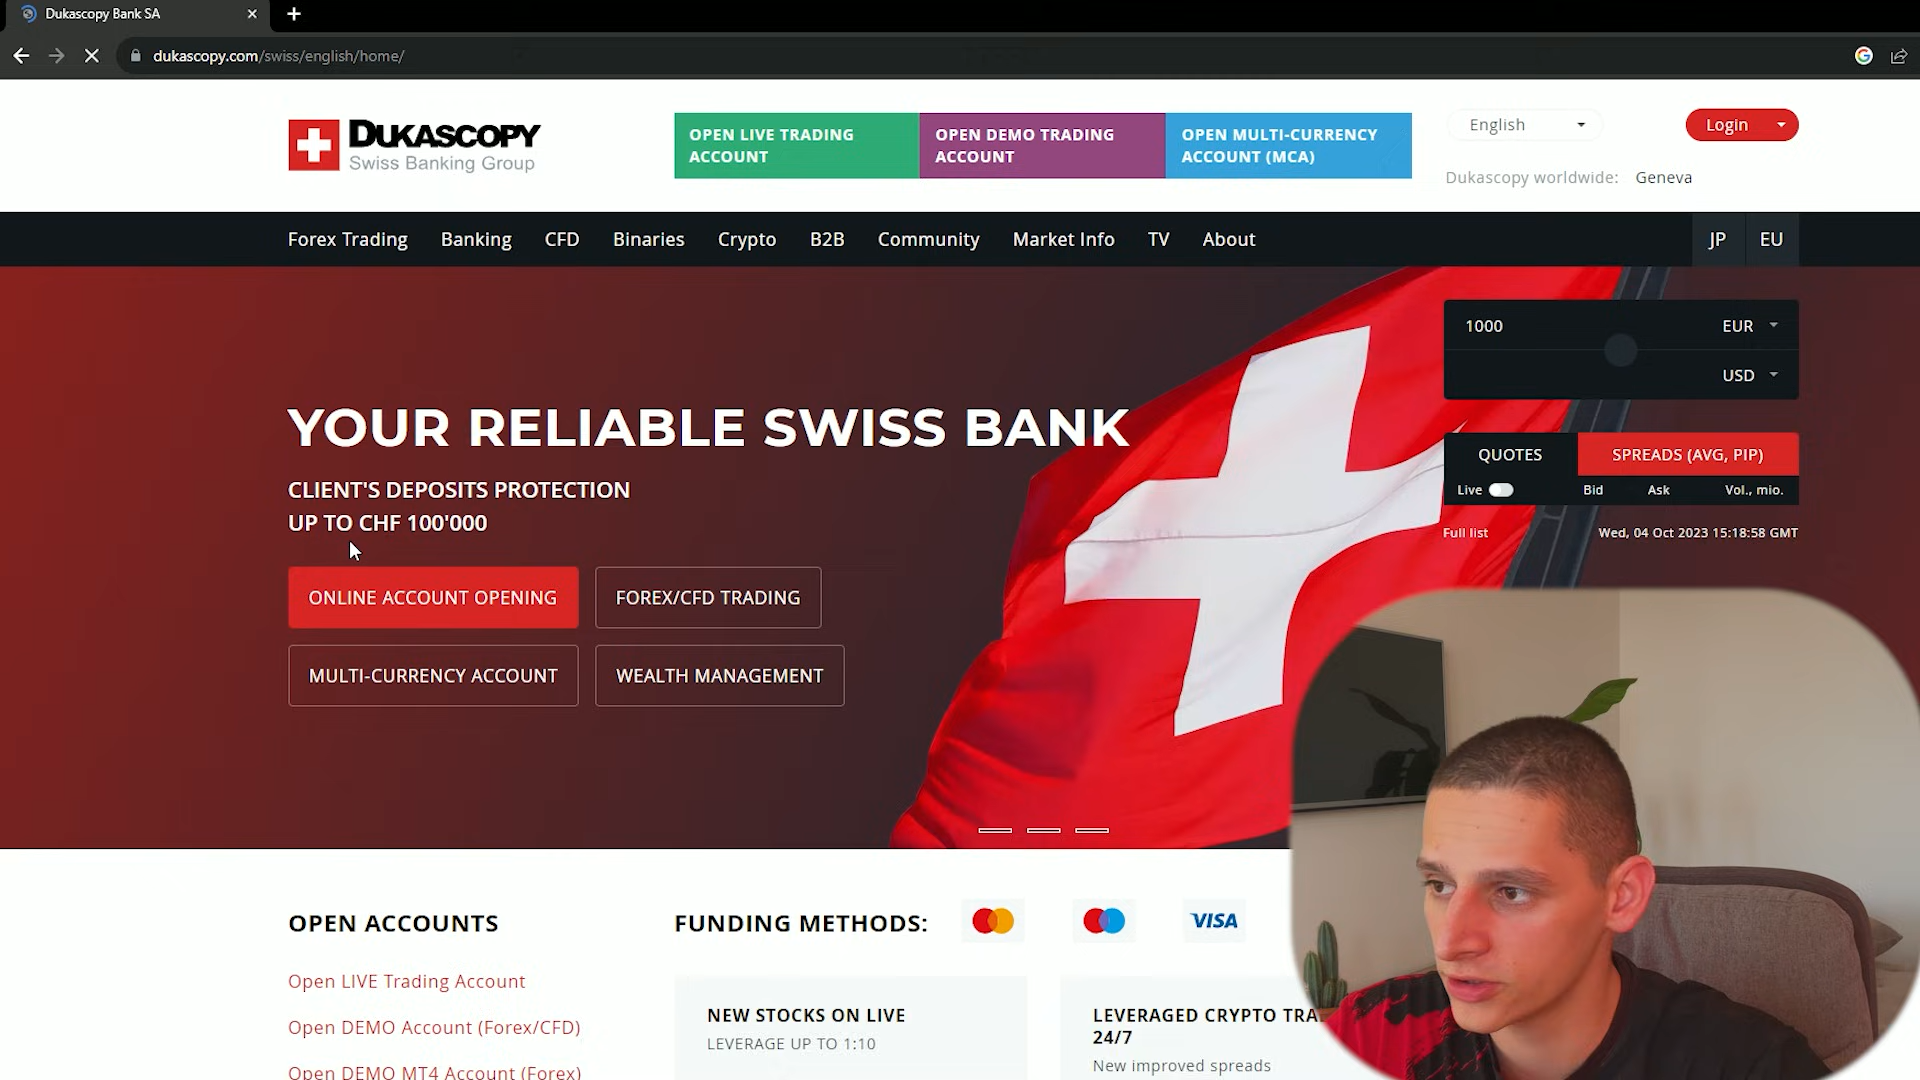 Dukascopy Bank SA
dukascopy.com/swiss/english/home/
DUKASCOPY
Swiss Banking Group
OPEN LIVE TRADING
ACCOUNT
OPEN DEMO TRADING
ACCOUNT
OPEN MULTI-CURRENCY
ACCOUNT (MCA)
English
Login
Dukascopy worldwide: Geneva
Forex Trading Banking CFD Binaries Crypto B2B Community Market Info TV About JP EU
1000 EUR
USD
YOUR RELIABLE SWISS BANK
CLIENT'S DEPOSITS PROTECTION
UP TO CHF 100'000
QUOTES SPREADS (AVG, PIP)
Live Bid Ask Vol., mio.
Full list Wed, 04 Oct 2023 15:18:58 GMT
ONLINE ACCOUNT OPENING
FOREX/CFD TRADING
MULTI-CURRENCY ACCOUNT
WEALTH MANAGEMENT
OPEN ACCOUNTS
Open LIVE Trading Account
Open DEMO Account (Forex/CFD)
Open DEMO MT4 Account (Forex)
FUNDING METHODS:
VISA
NEW STOCKS ON LIVE
LEVERAGE UP TO 1:10
LEVERAGED CRYPTO TRA
24/7
New improved spreads